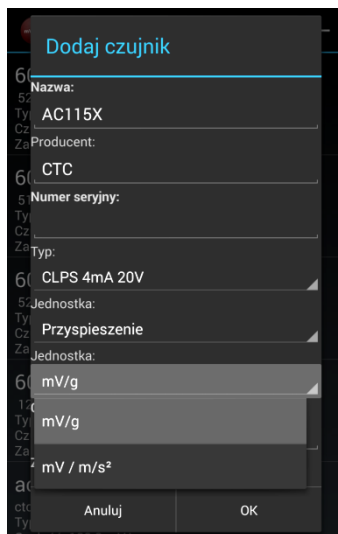 Dodaj czujnik
Nazwa:
AC115X
Producent:
CTC
Numer seryjny:
Typ:
CLPS 4mA 20V
Jednostka:
Przyspieszenie
Jednostka:
mV/g
mV/g
mV / m/s²
Anuluj
OK